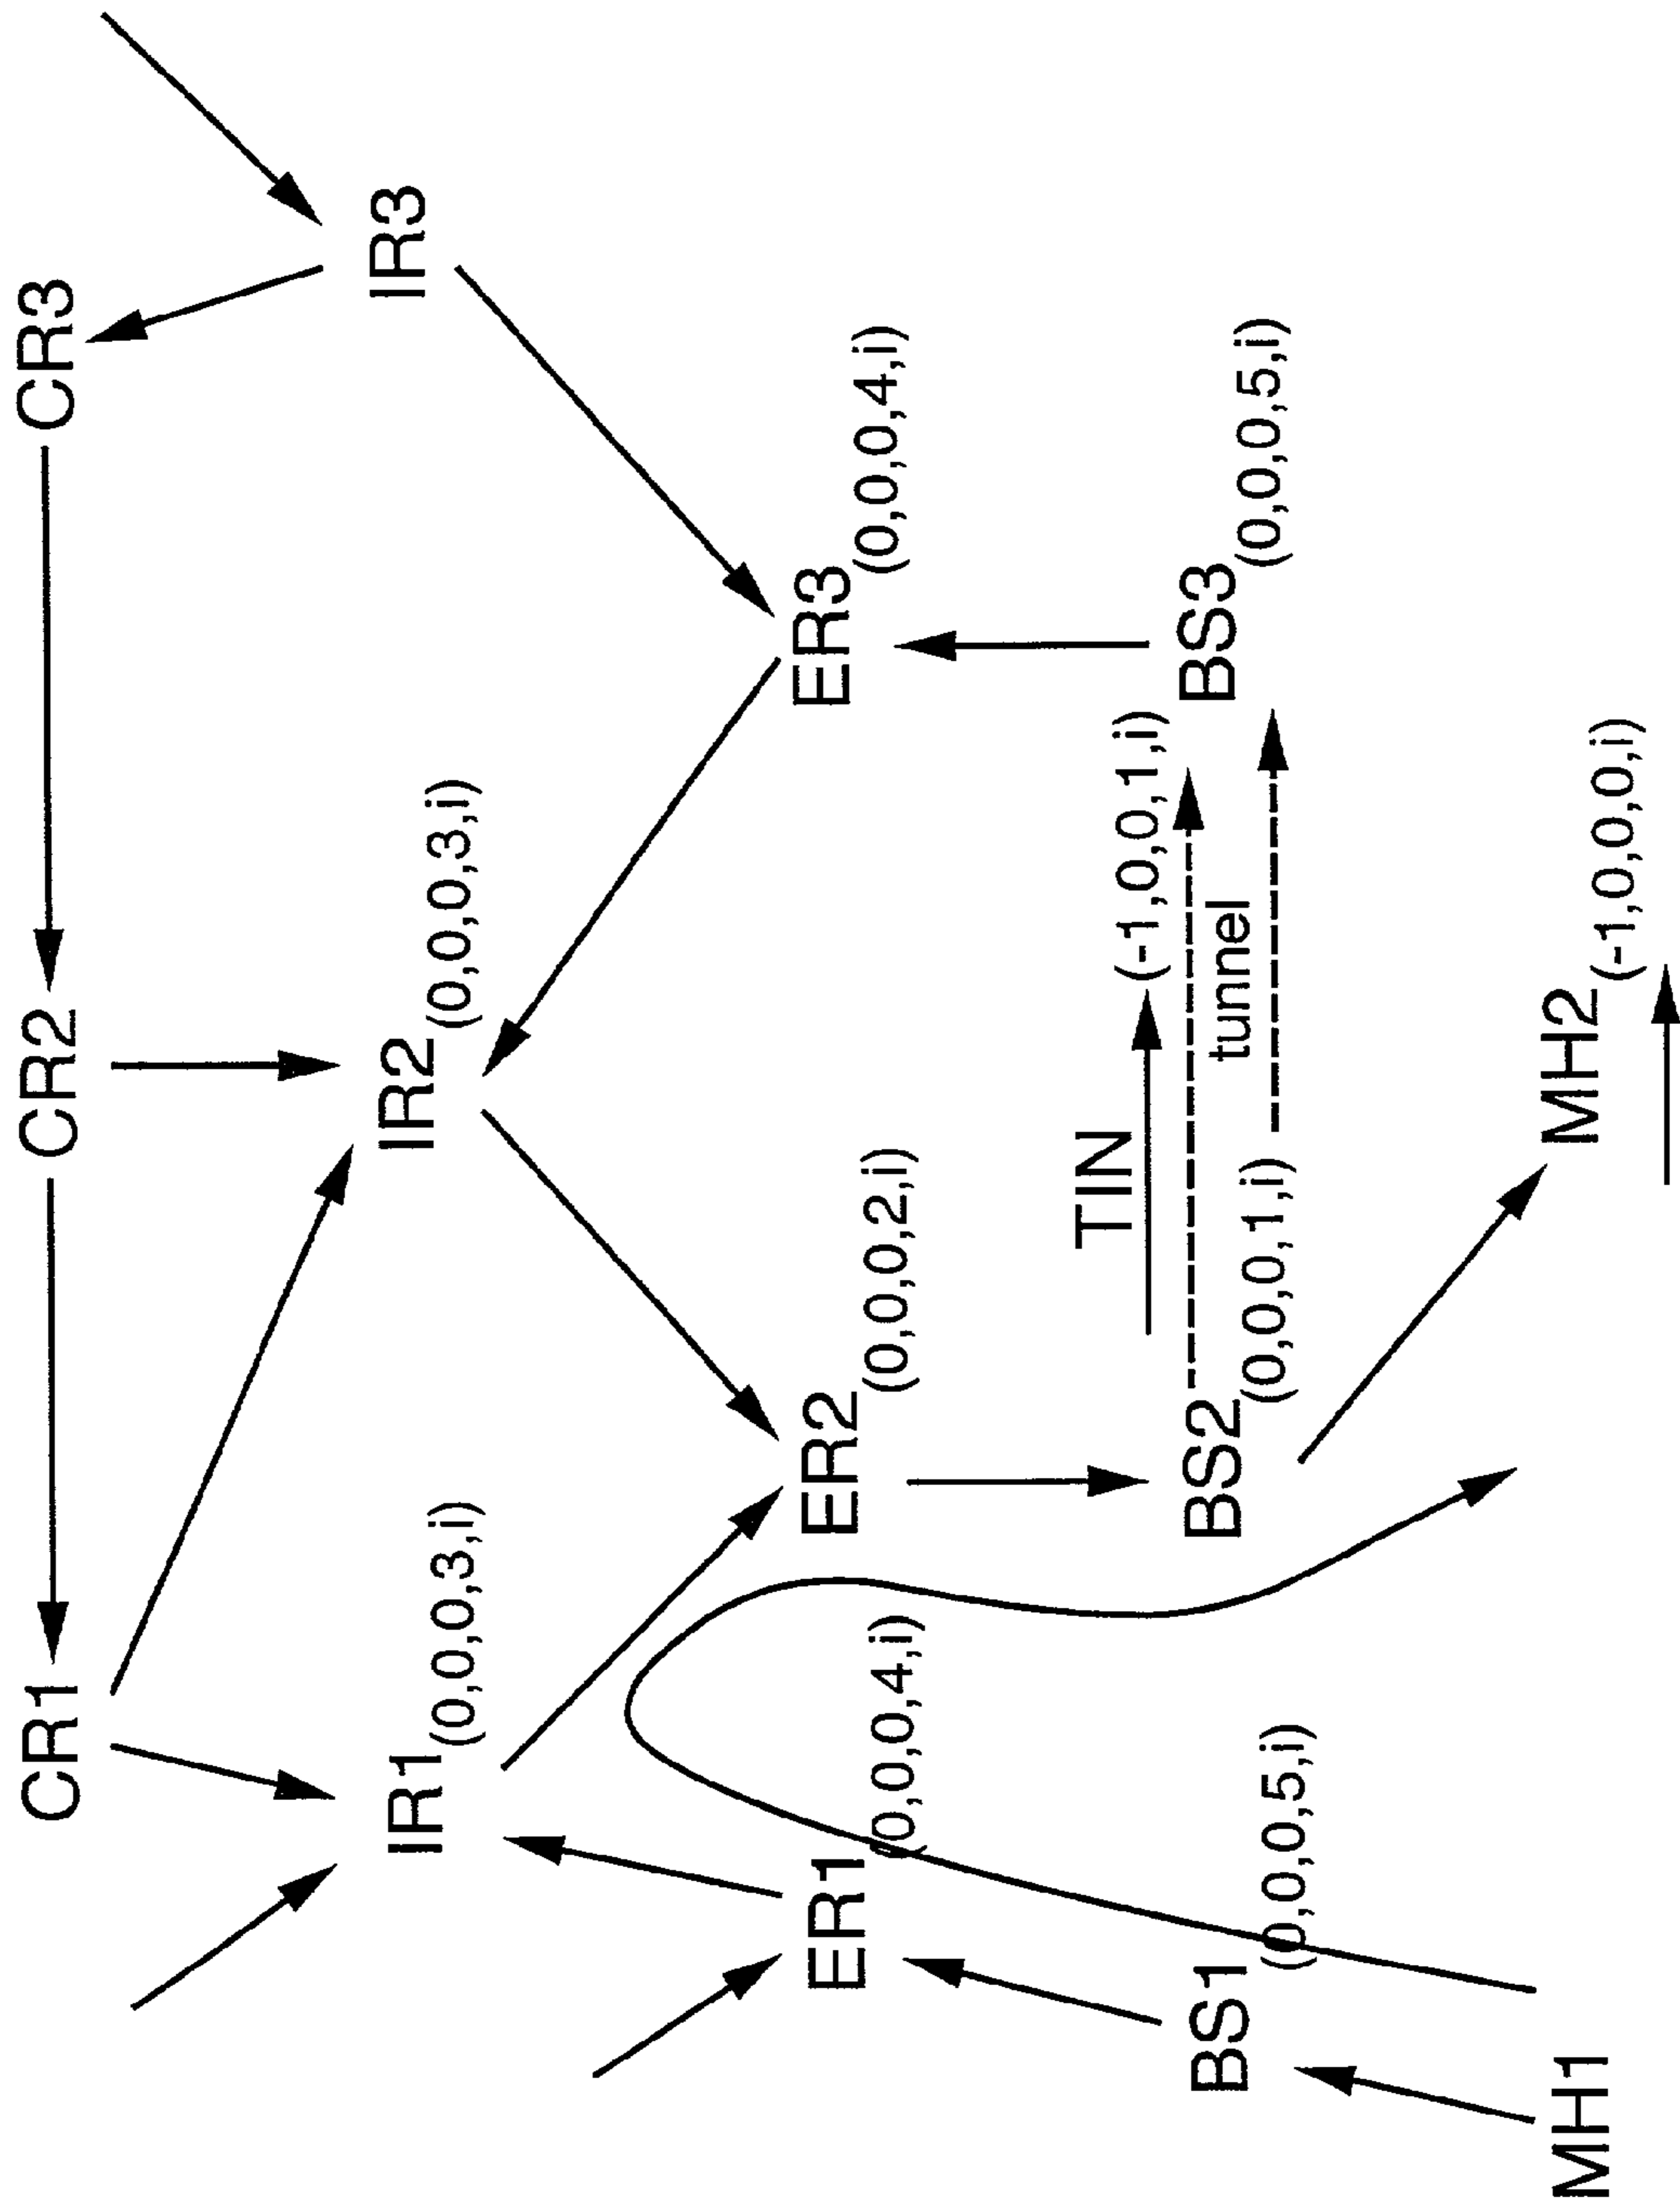 CR1
CR2
CR3
IR1
(0,0,0,3,i)
IR2
(0,0,0,3,i)
IR3
ER1
(0,0,0,4,i)
ER2
(0,0,0,2,i)
ER3
(0,0,0,4,i)
TIN
(-1,0,0,1,i)
BS1
(0,0,0,5,i)
BS2
(0,0,0,1,i)
tunnel
BS3
(0,0,0,5,i)
MH1
MH2
(-1,0,0,0,i)